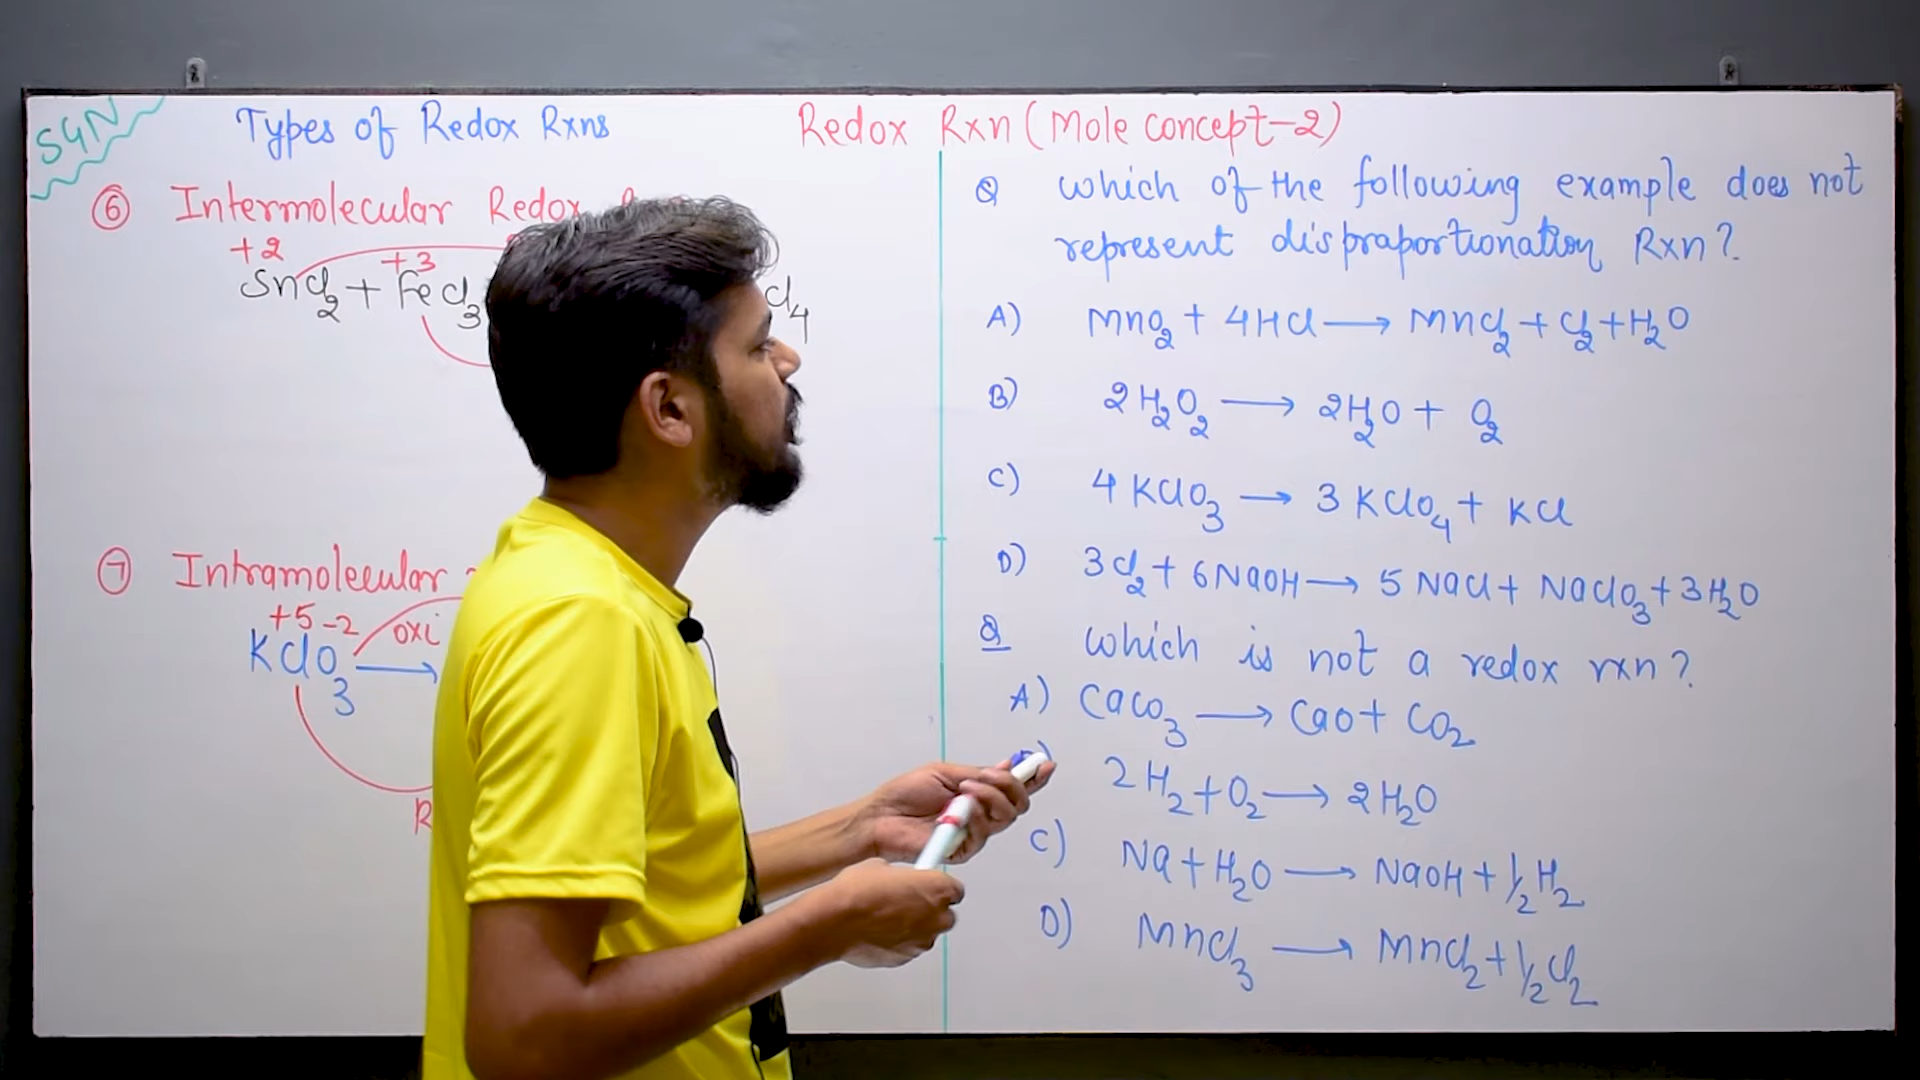 SGN
Types of Redox Rxns
Redox Rxn (Mole concept-2)
⑥ Intermolecular Redox
+2
+3
SnCl2 + FeCl3
Cl4
⑦ Intramolecular
+5 -2
oxi
KClO3 ⟶
R
Q which of the following example does not
represent dispraportionation Rxn?
A) MnO2 + 4HCl ⟶ MnCl2 + Cl2 + H2O
B) 2H2O2 ⟶ 2H2O + O2
C) 4KClO3 ⟶ 3KClO4 + KCl
D) 3Cl2 + 6NaOH ⟶ 5NaCl + NaClO3 + 3H2O
Q which is not a redox rxn?
A) CaCO3 ⟶ CaO + CO2
2H2 + O2 ⟶ 2H2O
C) Na + H2O ⟶ NaOH + 1/2 H2
D) MnCl3 ⟶ MnCl2 + 1/2 Cl2